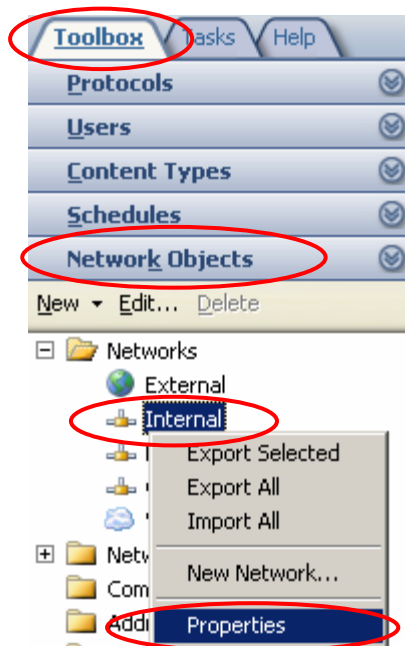 Toolbox Tasks Help
Protocols
Users
Content Types
Schedules
Network Objects
New Edit... Delete
Networks
External
Internal
Export Selected
Export All
Import All
New Network...
Properties